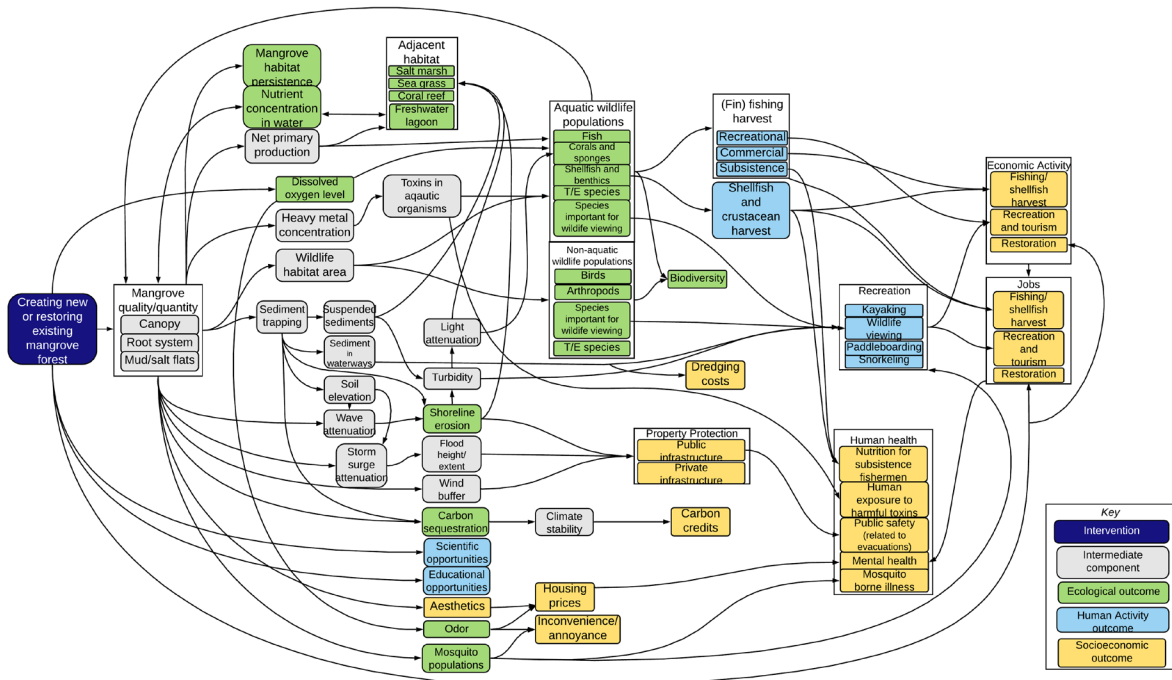 Mangrove
habitat
persistence
Nutrient
concentration
in water
Net primary
production
Adjacent
habitat
Salt marsh
Sea grass
Coral reef
Freshwater
lagoon
Dissolved
oxygen level
Heavy metal
concentration
Toxins in
aqautic
organisms
Wildlife
habitat area
Creating new
or restoring
existing
mangrove
forest
Mangrove
quality/quantity
Canopy
Root system
Mud/salt flats
Sediment
trapping
Suspended
sediments
Sediment
in
waterways
Soil
elevation
Wave
attenuation
Storm
surge
attenuation
Light
attenuation
Turbidity
Shoreline
erosion
Flood
height/
extent
Wind
buffer
Carbon
sequestration
Climate
stability
Carbon
credits
Scientific
opportunities
Educational
opportunities
Aesthetics
Odor
Mosquito
populations
Housing
prices
Inconvenience/
annoyance
Aquatic wildlife
populations
Fish
Corals and
sponges
Shellfish and
benthics
T/E species
Species
important for
wildlife viewing
Non-aquatic
wildlife populations
Birds
Arthropods
Species important
for wildlife viewing
T/E species
Biodiversity
Dredging
costs
Property Protection
Public
infrastructure
Private
infrastructure
(Fin) fishing
harvest
Recreational
Commercial
Subsistence
Shellfish
and
crustacean
harvest
Recreation
Kayaking
Wildlife
viewing
Paddleboarding
Snorkeling
Human health
Nutrition for
subsistence
fishermen
Human
exposure to
harmful toxins
Public safety
(related to
evacuations)
Mental health
Mosquito
borne illness
Economic Activity
Fishing/
shellfish
harvest
Recreation
and tourism
Restoration
Jobs
Fishing/
shellfish
harvest
Recreation
and
tourism
Restoration
Key
Intervention
Intermediate
component
Ecological outcome
Human Activity
outcome
Socioeconomic
outcome